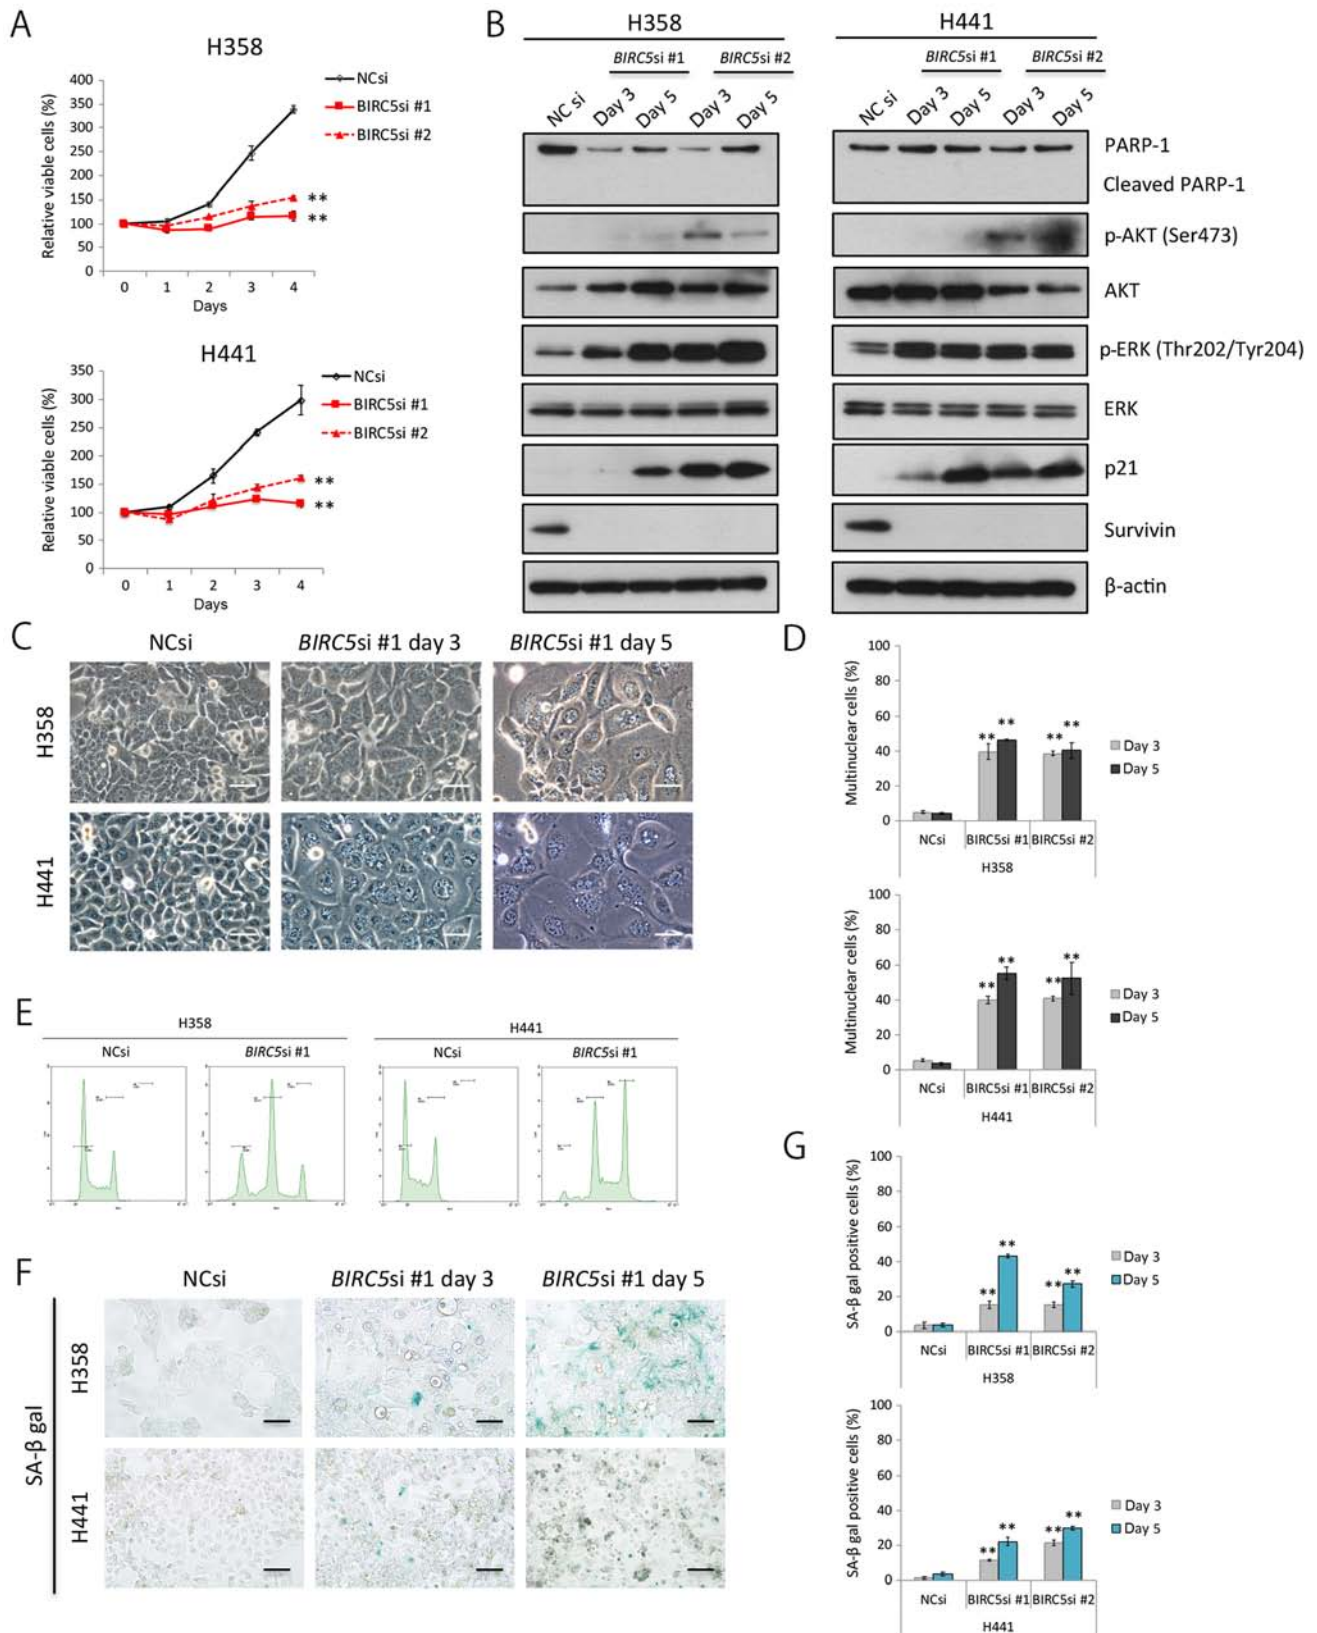 A
H358
Relative viable cells (%)
400
350
300
250
200
150
100
50
0
0 1 2 3 4
Days
NCsi
BIRC5si #1
BIRC5si #2
**
**
H441
Relative viable cells (%)
350
300
250
200
150
100
50
0
0 1 2 3 4
Days
NCsi
BIRC5si #1
BIRC5si #2
**
**
B
H358 H441
BIRC5si #1 BIRC5si #2 BIRC5si #1 BIRC5si #2
NC si Day 3 Day 5 Day 3 Day 5 NC si Day 3 Day 5 Day 3 Day 5
PARP-1
Cleaved PARP-1
p-AKT (Ser473)
AKT
p-ERK (Thr202/Tyr204)
ERK
p21
Survivin
β-actin
C
NCsi BIRC5si #1 day 3 BIRC5si #1 day 5
H358
H441
D
Multinuclear cells (%)
100
80
60
40
20
0
** ** ** **
Day 3
Day 5
NCsi BIRC5si #1 BIRC5si #2
H358
Multinuclear cells (%)
100
80
60
40
20
0
** ** ** **
Day 3
Day 5
NCsi BIRC5si #1 BIRC5si #2
H441
E
H358 H441
NCsi BIRC5si #1 NCsi BIRC5si #1
F
NCsi BIRC5si #1 day 3 BIRC5si #1 day 5
SA-β gal
H358
H441
G
SA-β gal positive cells (%)
100
80
60
40
20
0
** ** ** **
Day 3
Day 5
NCsi BIRC5si #1 BIRC5si #2
H358
SA-β gal positive cells (%)
100
80
60
40
20
0
** ** ** **
Day 3
Day 5
NCsi BIRC5si #1 BIRC5si #2
H441